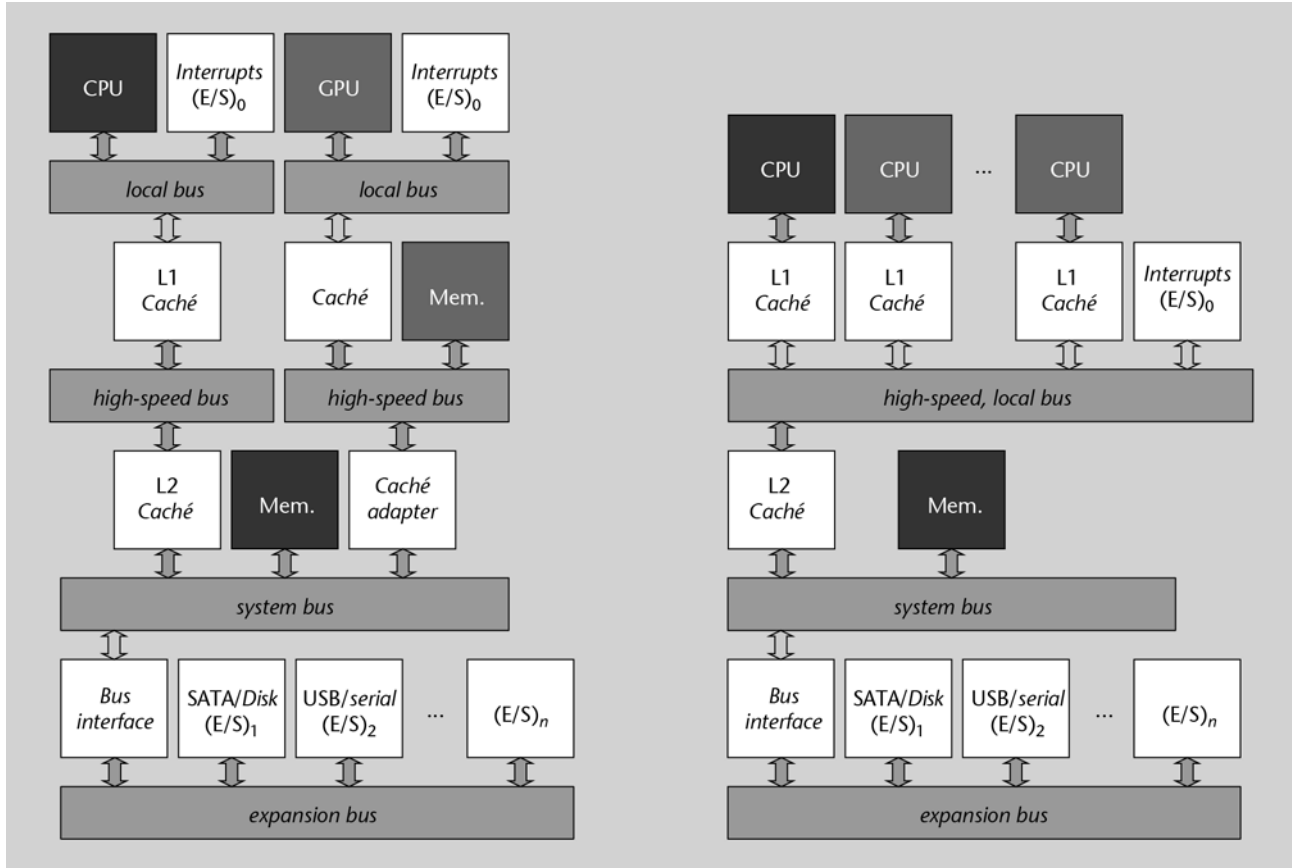 CPU
Interrupts
(E/S)0
GPU
Interrupts
(E/S)0
local bus
local bus
L1
Caché
Caché
Mem.
high-speed bus
high-speed bus
L2
Caché
Mem.
Caché
adapter
system bus
Bus
interface
SATA/Disk
(E/S)1
USB/serial
(E/S)2
...
(E/S)n
expansion bus
CPU
CPU
...
CPU
L1
Caché
L1
Caché
L1
Caché
Interrupts
(E/S)0
high-speed, local bus
L2
Caché
Mem.
system bus
Bus
interface
SATA/Disk
(E/S)1
USB/serial
(E/S)2
...
(E/S)n
expansion bus